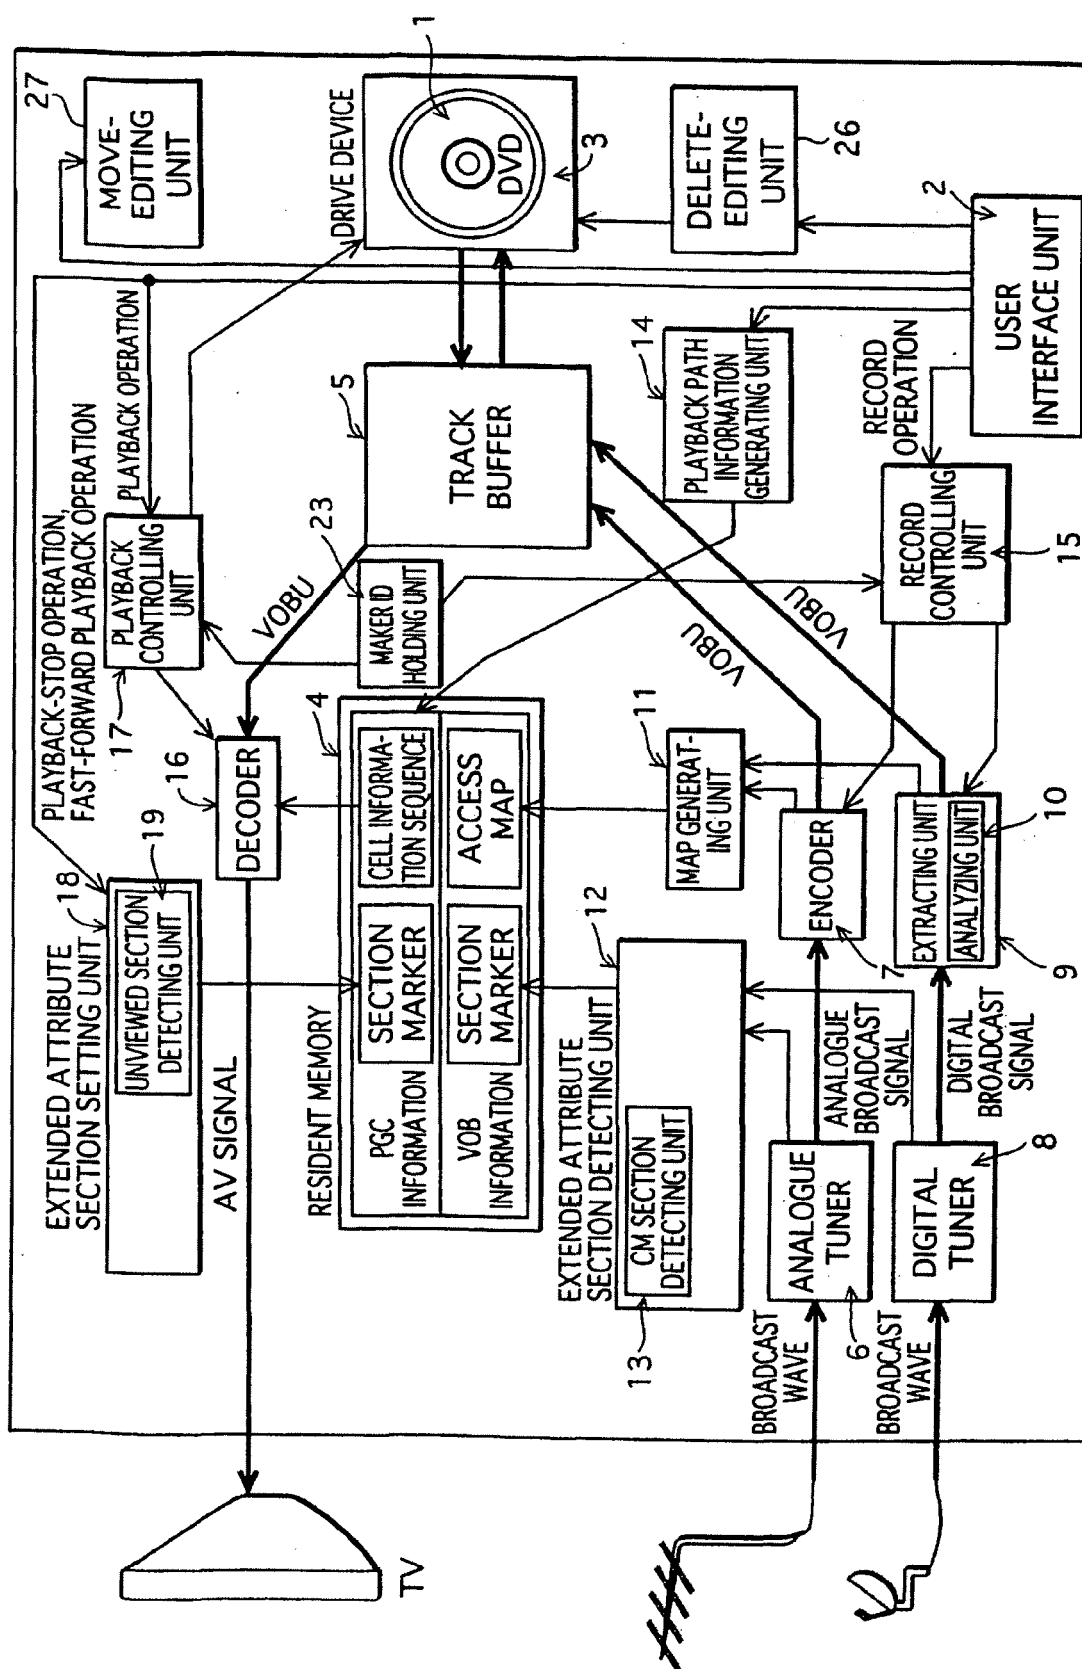 27
MOVE-
EDITING
UNIT
PLAYBACK-STOP OPERATION,
FAST-FORWARD PLAYBACK OPERATION
PLAYBACK OPERATION
17
PLAYBACK
CONTROLLING
UNIT
EXTENDED ATTRIBUTE
SECTION SETTING UNIT
18
UNVIEWED SECTION
DETECTING UNIT
19
16
DECODER
VOBU
AV SIGNAL
TV
DRIVE DEVICE
1
DVD
3
5
TRACK
BUFFER
23
MAKER ID
HOLDING UNIT
RESIDENT MEMORY
4
PGC
INFORMATION
SECTION
MARKER
CELL INFORMA-
TION SEQUENCE
VOB
INFORMATION
SECTION
MARKER
ACCESS
MAP
DELETE-
EDITING
UNIT
26
14
PLAYBACK PATH
INFORMATION
GENERATING UNIT
VOBU
VOBU
11
MAP GENERAT-
ING UNIT
EXTENDED ATTRIBUTE
SECTION DETECTING UNIT
12
CM SECTION
DETECTING UNIT
13
2
USER
INTERFACE UNIT
RECORD
OPERATION
RECORD
CONTROLLING
UNIT
15
ENCODER
7
EXTRACTING UNIT
ANALYZING UNIT
10
9
ANALOGUE
BROADCAST
SIGNAL
DIGITAL
BROADCAST
SIGNAL
ANALOGUE
TUNER
6
DIGITAL
TUNER
8
BROADCAST
WAVE
BROADCAST
WAVE